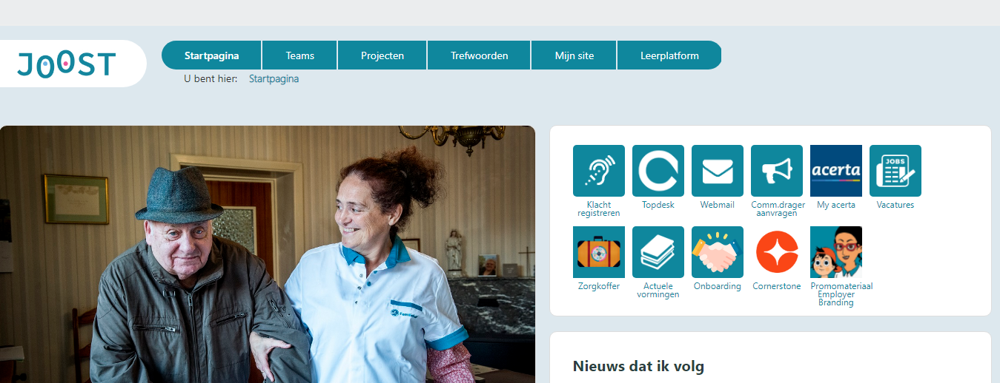 JOOST
Startpagina
Teams
Projecten
Trefwoorden
Mijn site
Leerplatform
U bent hier: Startpagina
JOBS
acerta
Klacht
registreren
Topdesk
Webmail
Comm.drager
aanvragen
My acerta
Vacatures
Zorgkoffer
Actuele
vormingen
Onboarding
Cornerstone
Promomateriaal
Employer
Branding
Nieuws dat ik volg